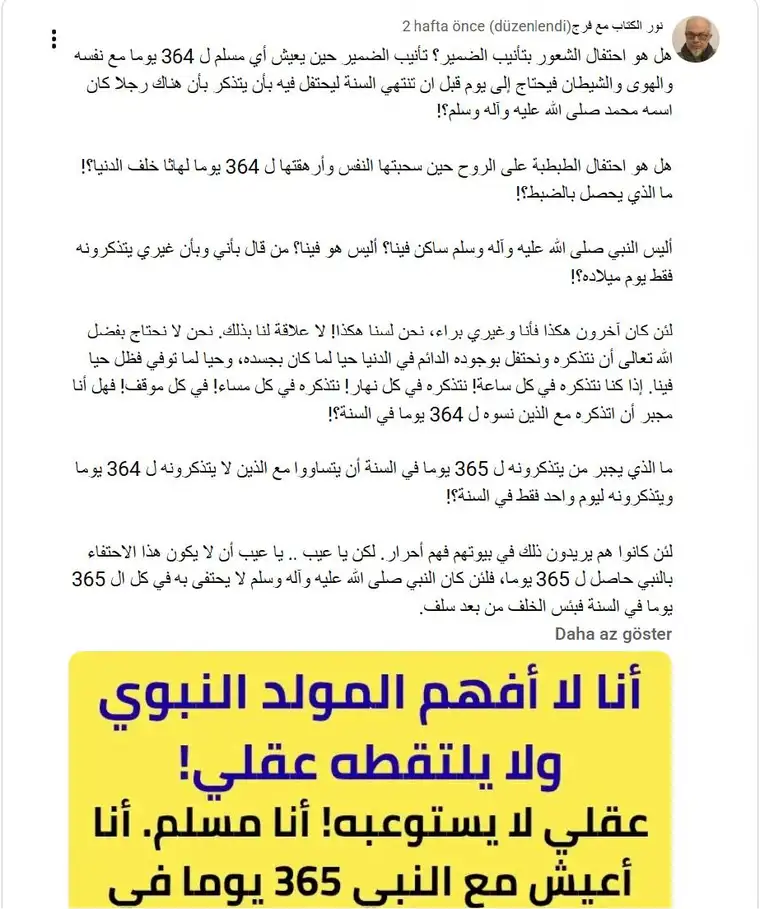 نور الكتاب مع فرج 2 hafta önce (düzenlendi)
هل هو احتفال الشعور بتأنيب الضمير؟ تأنيب الضمير حين يعيش أي مسلم ل 364 يوما مع نفسه
والهوى والشيطان فيحتاج إلى يوم قبل ان تنتهي السنة ليحتفل فيه بأن يتذكر بأن هناك رجلا كان
اسمه محمد صلى الله عليه وآله وسلم؟!
هل هو احتفال الطبطبة على الروح حين سحبتها النفس وأرهقتها ل 364 يوما لهاثا خلف الدنيا؟!
ما الذي يحصل بالضبط؟!
أليس النبي صلى الله عليه وآله وسلم ساكن فينا؟ أليس هو فينا؟ من قال بأني وبأن غيري يتذكرونه
فقط يوم ميلاده؟!
لئن كان آخرون هكذا فأنا وغيري براء، نحن لسنا هكذا! لا علاقة لنا بذلك. نحن لا نحتاج بفضل
الله تعالى أن نتذكره ونحتفل بوجوده الدائم في الدنيا حيا لما كان بجسده، وحيا لما توفي فظل حيا
فينا. إذا كنا نتذكره في كل ساعة! نتذكره في كل نهار! نتذكره في كل مساء! في كل موقف! فهل أنا
مجبر أن اتذكره مع الذين نسوه ل 364 يوما في السنة؟!
ما الذي يجبر من يتذكرونه ل 365 يوما في السنة أن يتساووا مع الذين لا يتذكرونه ل 364 يوما
ويتذكرونه ليوم واحد فقط في السنة؟!
لئن كانوا هم يريدون ذلك في بيوتهم فهم أحرار. لكن يا عيب .. يا عيب أن لا يكون هذا الاحتفاء
بالنبي حاصل ل 365 يوما، فلئن كان النبي صلى الله عليه وآله وسلم لا يحتفى به في كل ال 365
يوما في السنة فبئس الخلف من بعد سلف.
Daha az göster
أنا لا أفهم المولد النبوي
ولا يلتقطه عقلي!
عقلي لا يستوعبه! أنا مسلم. أنا
أعيش مع النبي 365 يوما في